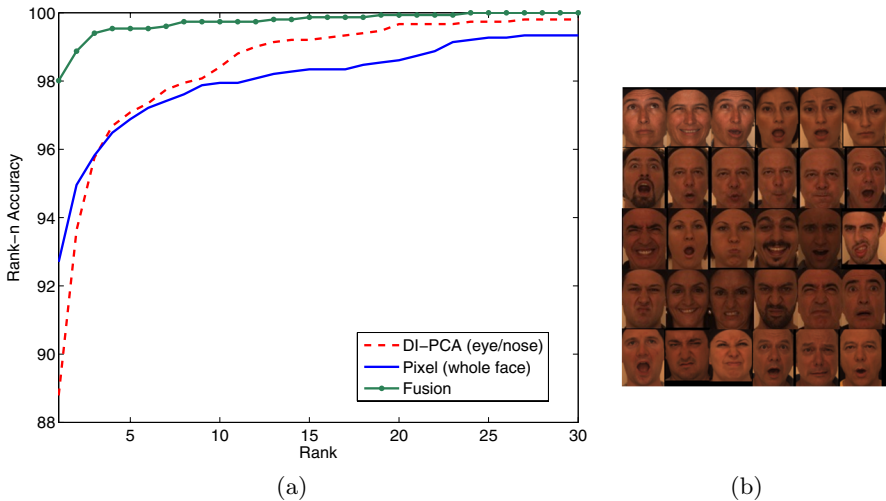 100
98
96
94
92
90
88
Rank−n Accuracy
5 10 15 20 25 30
Rank
DI−PCA (eye/nose)
Pixel (whole face)
Fusion
(a) (b)